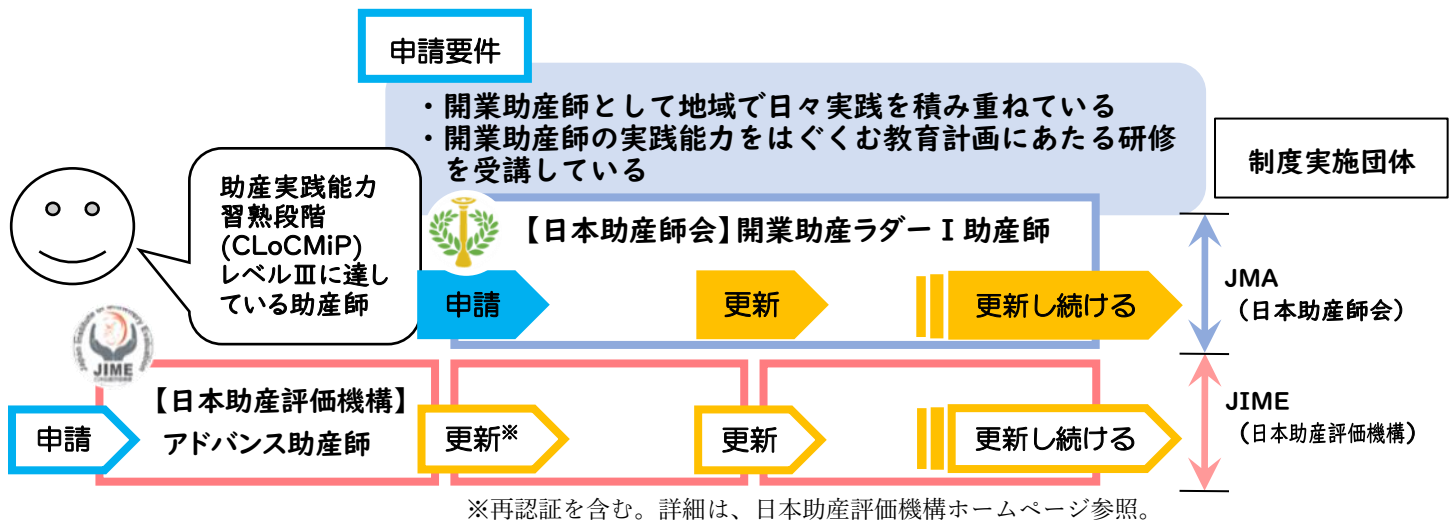 申請要件
・開業助産師として地域で日々実践を積み重ねている
・開業助産師の実践能力をはぐくむ教育計画にあたる研修
を受講している
制度実施団体
助産実践能力
習熟段階
(CLoCMiP)
レベルⅢに達し
ている助産師
【日本助産師会】開業助産ラダーⅠ助産師
申請
更新
更新し続ける
JMA
（日本助産師会）
JIME
【日本助産評価機構】
アドバンス助産師
申請
更新※
更新
更新し続ける
JIME
（日本助産評価機構）
※再認証を含む。詳細は、日本助産評価機構ホームページ参照。